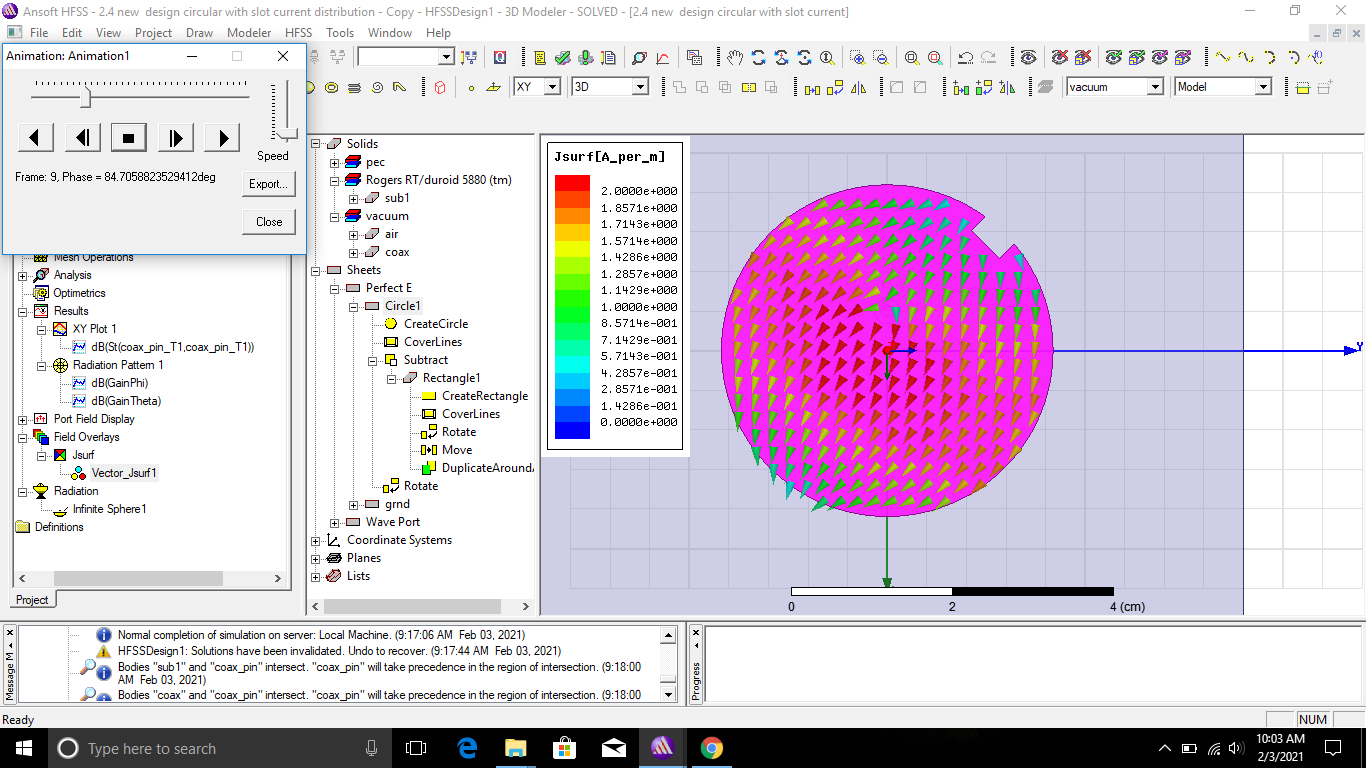 Ansoft HFSS - 2.4 new  design circular with slot current distribution - Copy - HFSSDesign1 - 3D Modeler - SOLVED - [2.4 new  design circular with slot current]
File Edit View Project Draw Modeler HFSS Tools Window Help
Animation: Animation1
Speed
Frame: 9, Phase = 84.7058823529412deg
Export...
Close
XY
3D
vacuum
Model
Mesh Operations
Analysis
Optimetrics
Results
XY Plot 1
dB(St(coax_pin_T1,coax_pin_T1))
Radiation Pattern 1
dB(GainPhi)
dB(GainTheta)
Port Field Display
Field Overlays
Jsurf
Vector_Jsurf1
Radiation
Infinite Sphere1
Definitions
Project
Solids
pec
Rogers RT/duroid 5880 (tm)
sub1
vacuum
air
coax
Sheets
Perfect E
Circle1
CreateCircle
CoverLines
Subtract
Rectangle1
CreateRectangle
CoverLines
Rotate
Move
DuplicateAroundA
Rotate
grnd
Wave Port
Coordinate Systems
Planes
Lists
Jsurf[A_per_m]
2.0000e+000
1.8571e+000
1.7143e+000
1.5714e+000
1.4286e+000
1.2857e+000
1.1429e+000
1.0000e+000
8.5714e-001
7.1429e-001
5.7143e-001
4.2857e-001
2.8571e-001
1.4286e-001
0.0000e+000
Y
0 2 4 (cm)
Message M
Normal completion of simulation on server: Local Machine. (9:17:06 AM  Feb 03, 2021)
HFSSDesign1: Solutions have been invalidated. Undo to recover. (9:17:44 AM  Feb 03, 2021)
Bodies "sub1" and "coax_pin" intersect. "coax_pin" will take precedence in the region of intersection. (9:18:00
AM  Feb 03, 2021)
Bodies "coax" and "coax_pin" intersect. "coax_pin" will take precedence in the region of intersection. (9:18:00
Progress
Ready
NUM
Type here to search
10:03 AM
2/3/2021